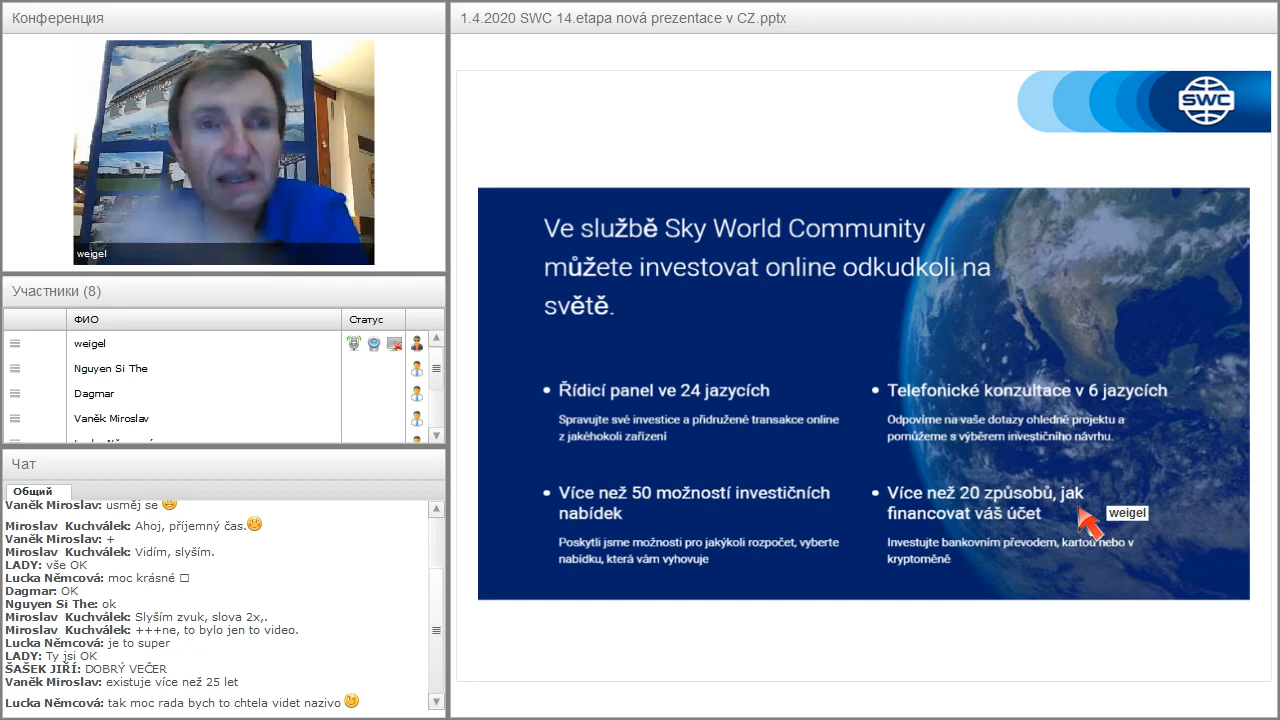 Конференция
weigel
Участники (8)
ФИО
Статус
weigel
Nguyen Si The
Dagmar
Vaněk Miroslav
Чат
Общий
Vaněk Miroslav: usměj se
Miroslav Kuchválek: Ahoj, příjemný čas.
Vaněk Miroslav: +
Miroslav Kuchválek: Vidím, slyším.
LADY: vše OK
Lucka Němcová: moc krásné □
Dagmar: OK
Nguyen Si The: ok
Miroslav Kuchválek: Slyším zvuk, slova 2x,.
Miroslav Kuchválek: +++ne, to bylo jen to video.
Lucka Němcová: je to super
LADY: Ty jsi OK
ŠAŠEK JIŘÍ: DOBRÝ VEČER
Vaněk Miroslav: existuje více než 25 let
Lucka Němcová: tak moc rada bych to chtela videt nazivo
1.4.2020 SWC 14.etapa nová prezentace v CZ.pptx
SWC
Ve službě Sky World Community
můžete investovat online odkudkoli na
světě.
• Řídicí panel ve 24 jazycích
Spravujte své investice a přidružené transakce online
z jakéhokoli zařízení
• Telefonické konzultace v 6 jazycích
Odpovíme na vaše dotazy ohledně projektu a
pomůžeme s výběrem investičního návrhu.
• Více než 50 možností investičních
nabídek
Poskytli jsme možnosti pro jakýkoli rozpočet, vyberte
nabídku, která vám vyhovuje
• Více než 20 způsobů, jak
financovat váš účet
weigel
Investujte bankovním převodem, kartou nebo v
kryptoměně